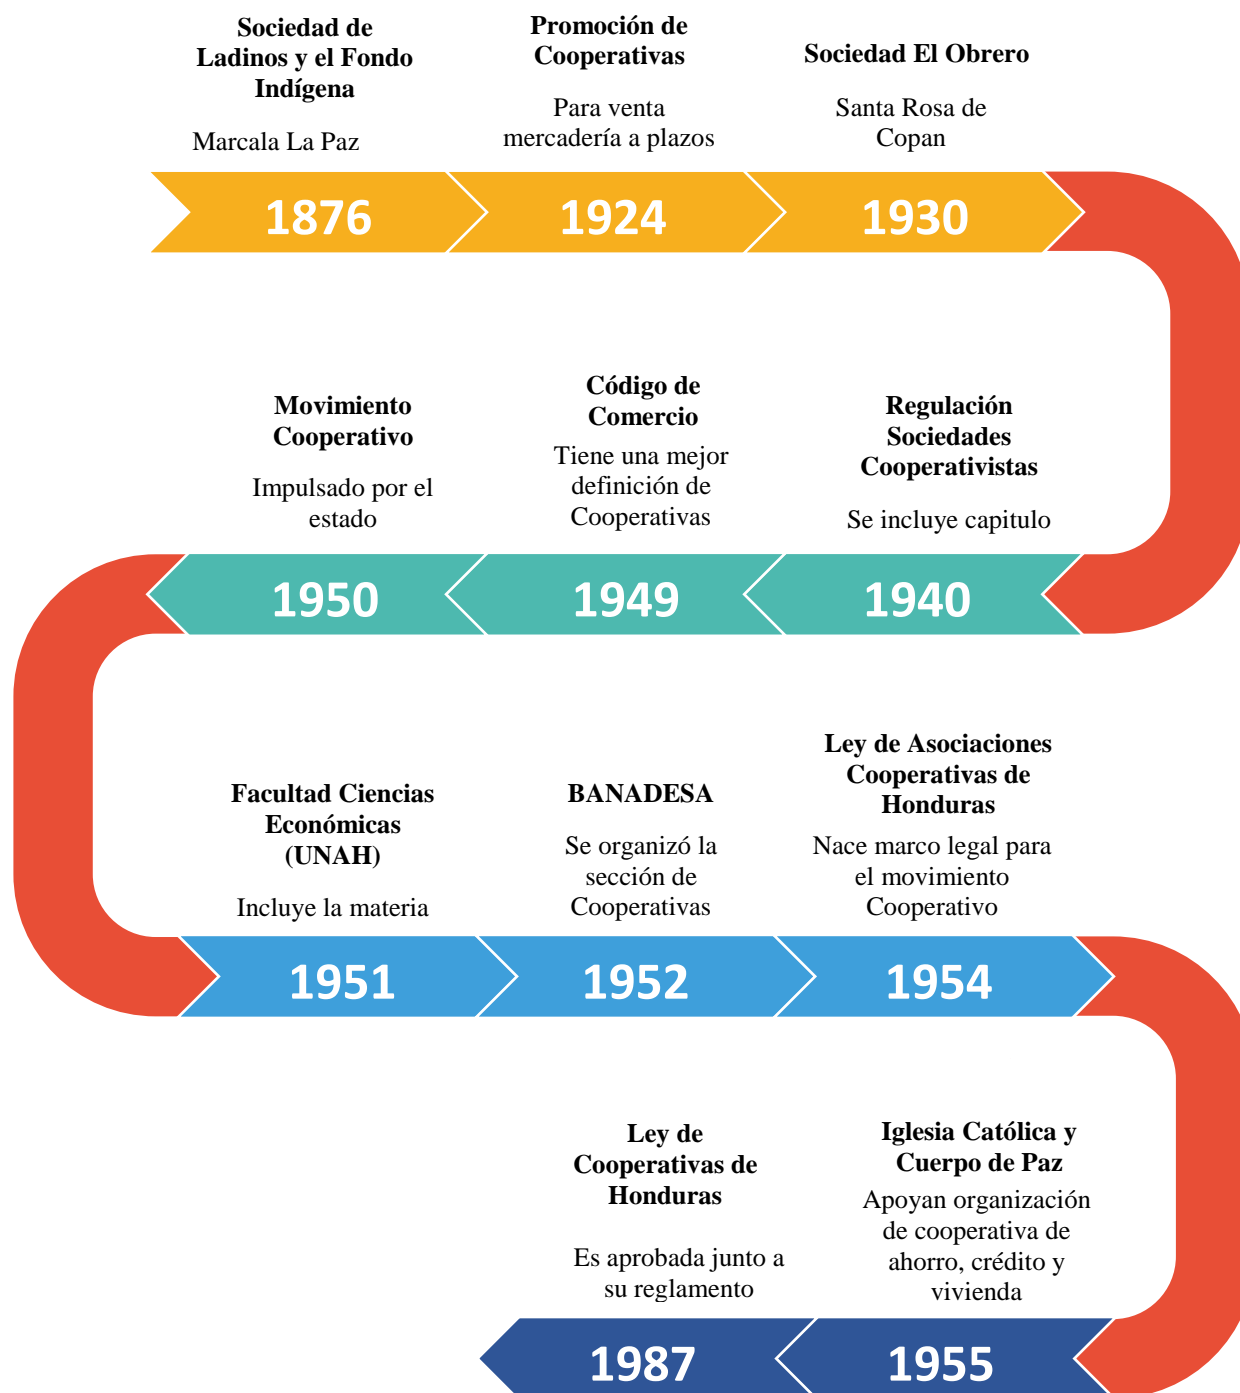 Sociedad de
Ladinos y el Fondo
Indígena
Marcala La Paz
1876
Promoción de
Cooperativas
Para venta
mercadería a plazos
1924
Sociedad El Obrero
Santa Rosa de
Copan
1930
Regulación
Sociedades
Cooperativistas
Se incluye capitulo
1940
Código de
Comercio
Tiene una mejor
definición de
Cooperativas
1949
Movimiento
Cooperativo
Impulsado por el
estado
1950
Facultad Ciencias
Económicas
(UNAH)
Incluye la materia
1951
BANADESA
Se organizó la
sección de
Cooperativas
1952
Ley de Asociaciones
Cooperativas de
Honduras
Nace marco legal para
el movimiento
Cooperativo
1954
Iglesia Católica y
Cuerpo de Paz
Apoyan organización
de cooperativa de
ahorro, crédito y
vivienda
1955
Ley de
Cooperativas de
Honduras
Es aprobada junto a
su reglamento
1987